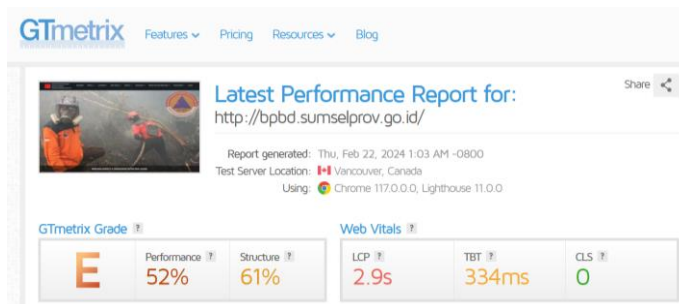 GTmetrix Features Pricing Resources Blog
Latest Performance Report for:
Share
http://bpbd.sumselprov.go.id/
Report generated: Thu, Feb 22, 2024 1:03 AM -0800
Test Server Location: Vancouver, Canada
Using: Chrome 117.0.0.0, Lighthouse 11.0.0
GTmetrix Grade ? Web Vitals ?
E Performance ? Structure ? LCP ? TBT ? CLS ?
52% 61% 2.9s 334ms 0